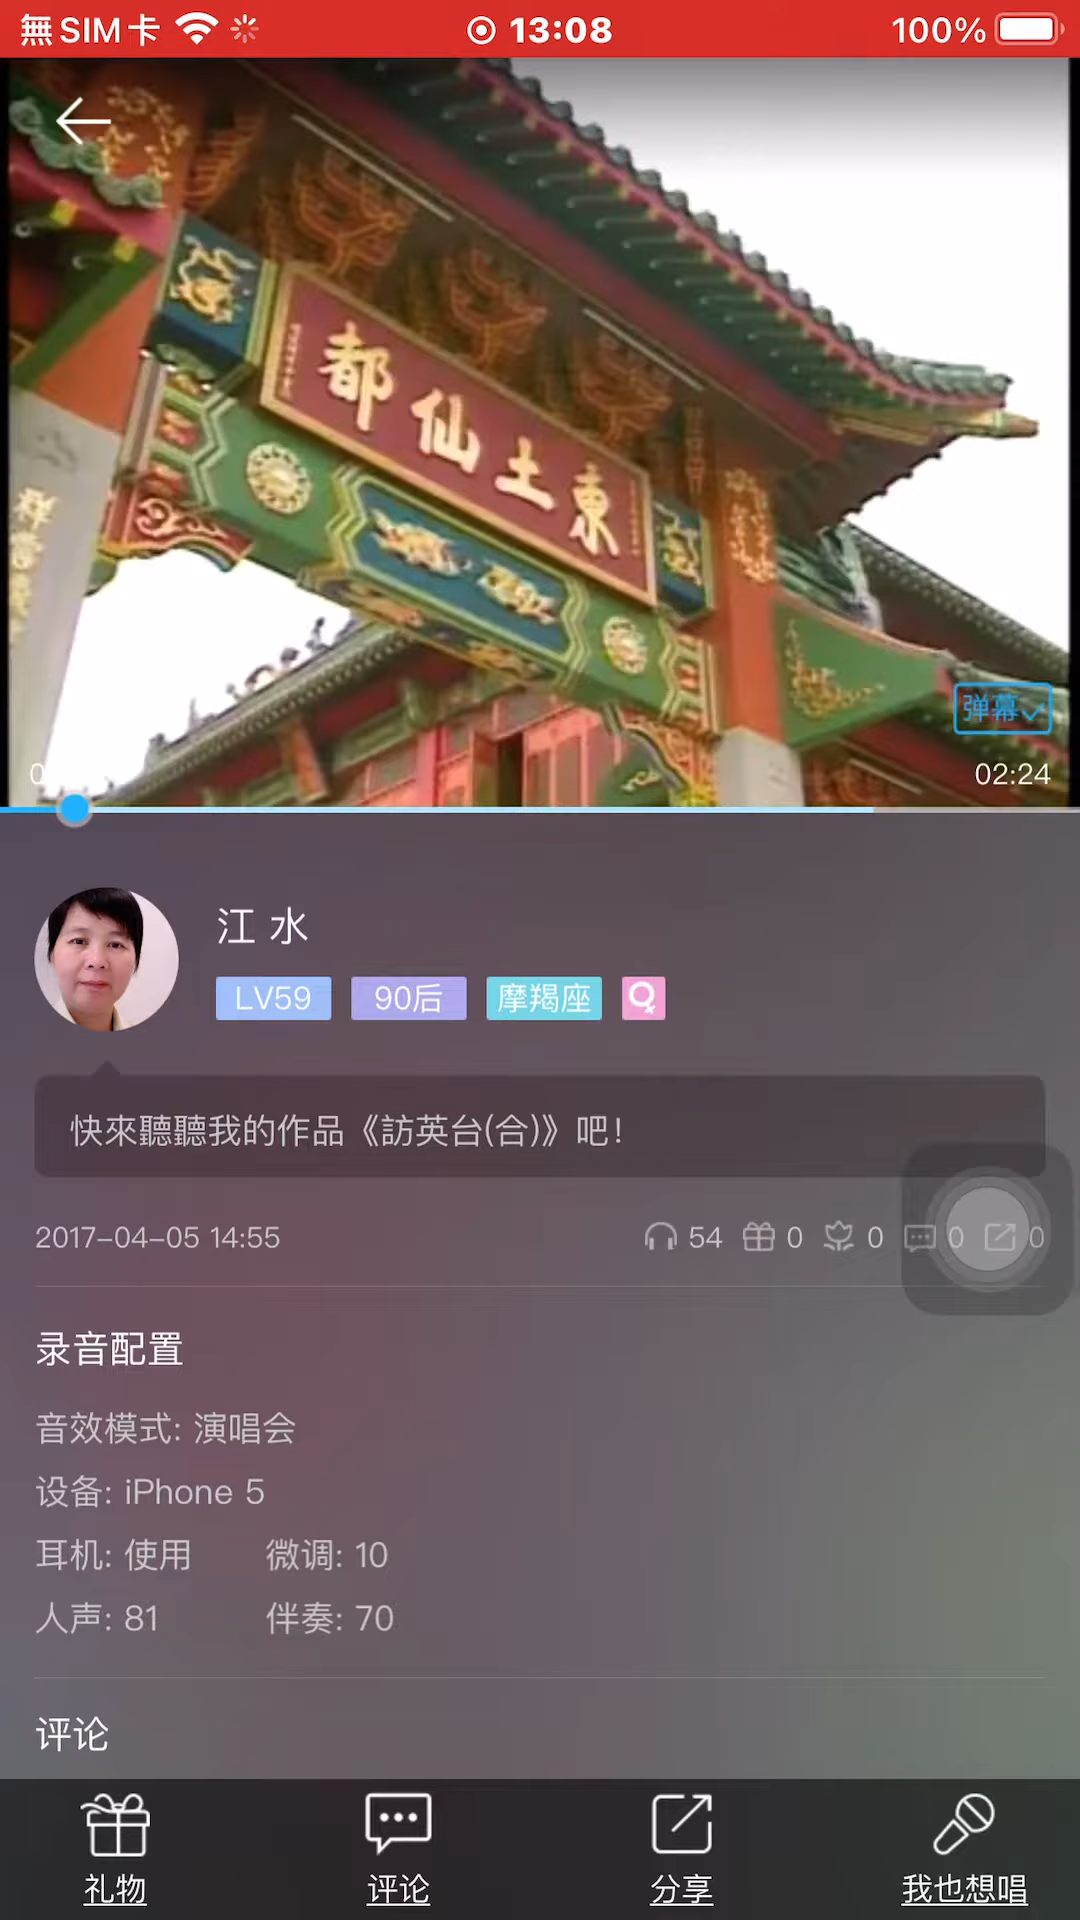 無SIM卡
13:08
100%
東土仙都
弹幕
02:24
江 水
LV59 90后 摩羯座
快來聽聽我的作品《訪英台(合)》吧!
2017-04-05 14:55
54 0 0 0 0
录音配置
音效模式: 演唱会
设备: iPhone 5
耳机: 使用 微调: 10
人声: 81 伴奏: 70
评论
礼物 评论 分享 我也想唱